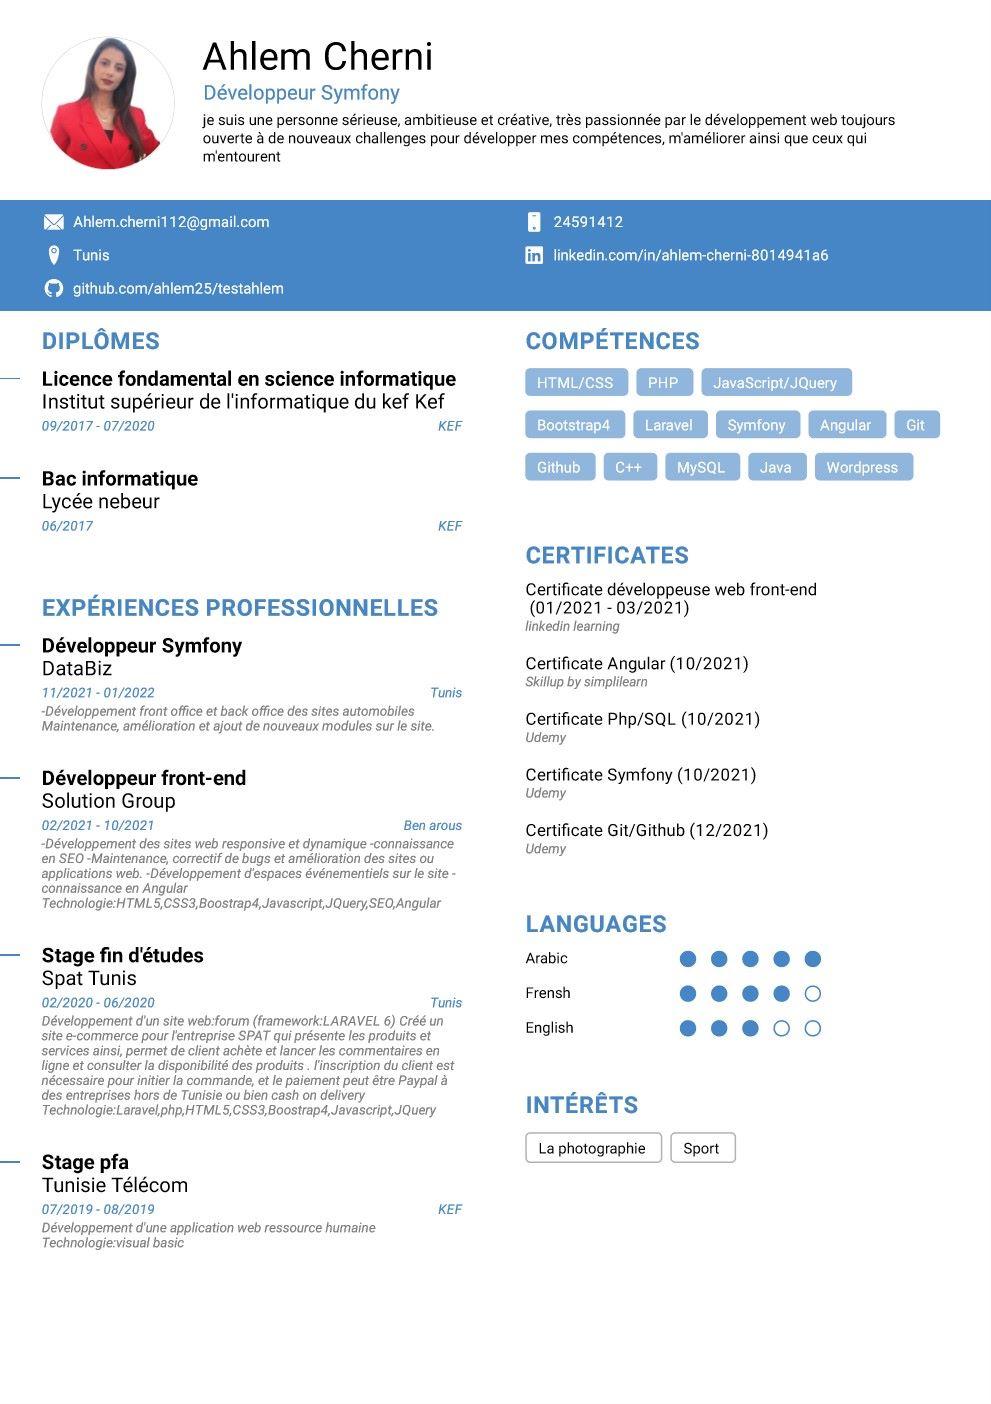 Ahlem Cherni
Développeur Symfony
je suis une personne sérieuse, ambitieuse et créative, très passionnée par le développement web toujours
ouverte à de nouveaux challenges pour développer mes compétences, m'améliorer ainsi que ceux qui
m'entourent
Ahlem.cherni112@gmail.com
24591412
Tunis
linkedin.com/in/ahlem-cherni-8014941a6
github.com/ahlem25/testahlem
DIPLÔMES
Licence fondamental en science informatique
Institut supérieur de l'informatique du kef Kef
09/2017 - 07/2020 KEF
Bac informatique
Lycée nebeur
06/2017 KEF
EXPÉRIENCES PROFESSIONNELLES
Développeur Symfony
DataBiz
11/2021 - 01/2022 Tunis
-Développement front office et back office des sites automobiles
Maintenance, amélioration et ajout de nouveaux modules sur le site.
Développeur front-end
Solution Group
02/2021 - 10/2021 Ben arous
-Développement des sites web responsive et dynamique -connaissance
en SEO -Maintenance, correctif de bugs et amélioration des sites ou
applications web. -Développement d'espaces événementiels sur le site -
connaissance en Angular
Technologie:HTML5,CSS3,Boostrap4,Javascript,JQuery,SEO,Angular
Stage fin d'études
Spat Tunis
02/2020 - 06/2020 Tunis
Développement d'un site web:forum (framework:LARAVEL 6) Créé un
site e-commerce pour l'entreprise SPAT qui présente les produits et
services ainsi, permet de client achète et lancer les commentaires en
ligne et consulter la disponibilité des produits . l'inscription du client est
nécessaire pour initier la commande, et le paiement peut être Paypal à
des entreprises hors de Tunisie ou bien cash on delivery
Technologie:Laravel,php,HTML5,CSS3,Boostrap4,Javascript,JQuery
Stage pfa
Tunisie Télécom
07/2019 - 08/2019 KEF
Développement d'une application web ressource humaine
Technologie:visual basic
COMPÉTENCES
HTML/CSS PHP JavaScript/JQuery
Bootstrap4 Laravel Symfony Angular Git
Github C++ MySQL Java Wordpress
CERTIFICATES
Certificate développeuse web front-end
(01/2021 - 03/2021)
linkedin learning
Certificate Angular (10/2021)
Skillup by simplilearn
Certificate Php/SQL (10/2021)
Udemy
Certificate Symfony (10/2021)
Udemy
Certificate Git/Github (12/2021)
Udemy
LANGUAGES
Arabic
Frensh
English
INTÉRÊTS
La photographie Sport